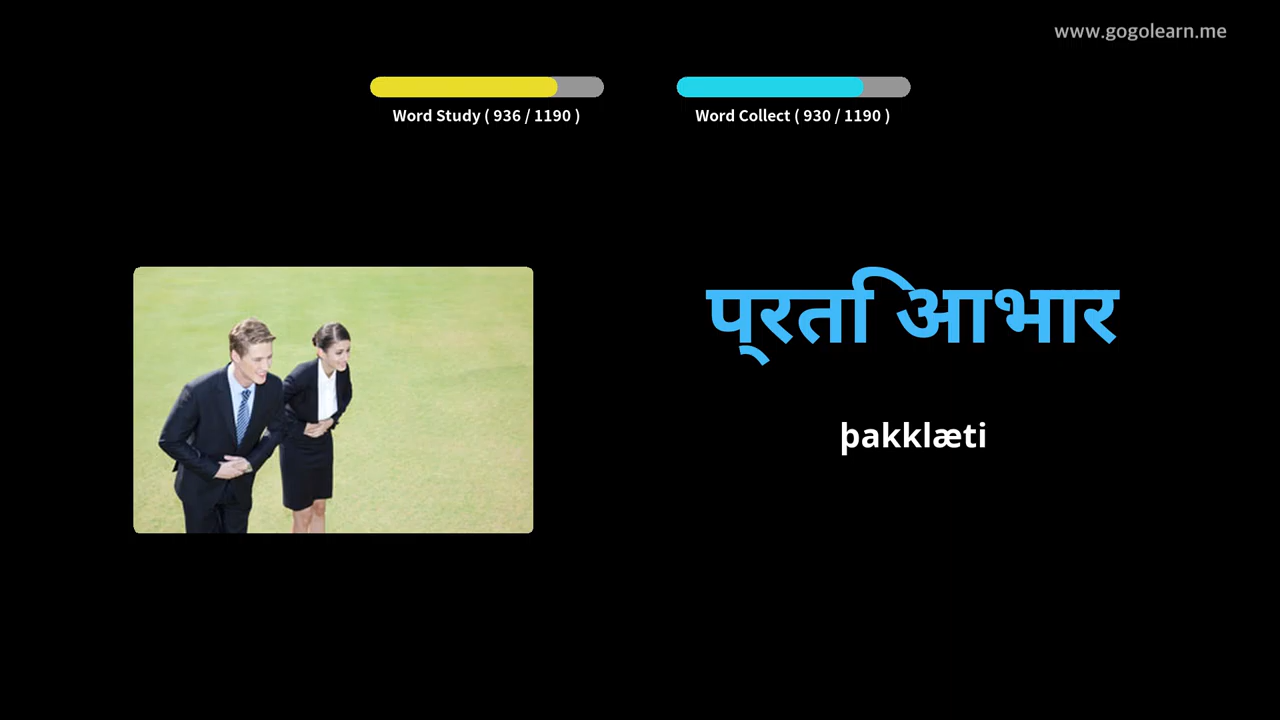 www.gogolearn.me
Word Study ( 936 / 1190 )
Word Collect ( 930 / 1190 )
प्रति आभार
þakklæti